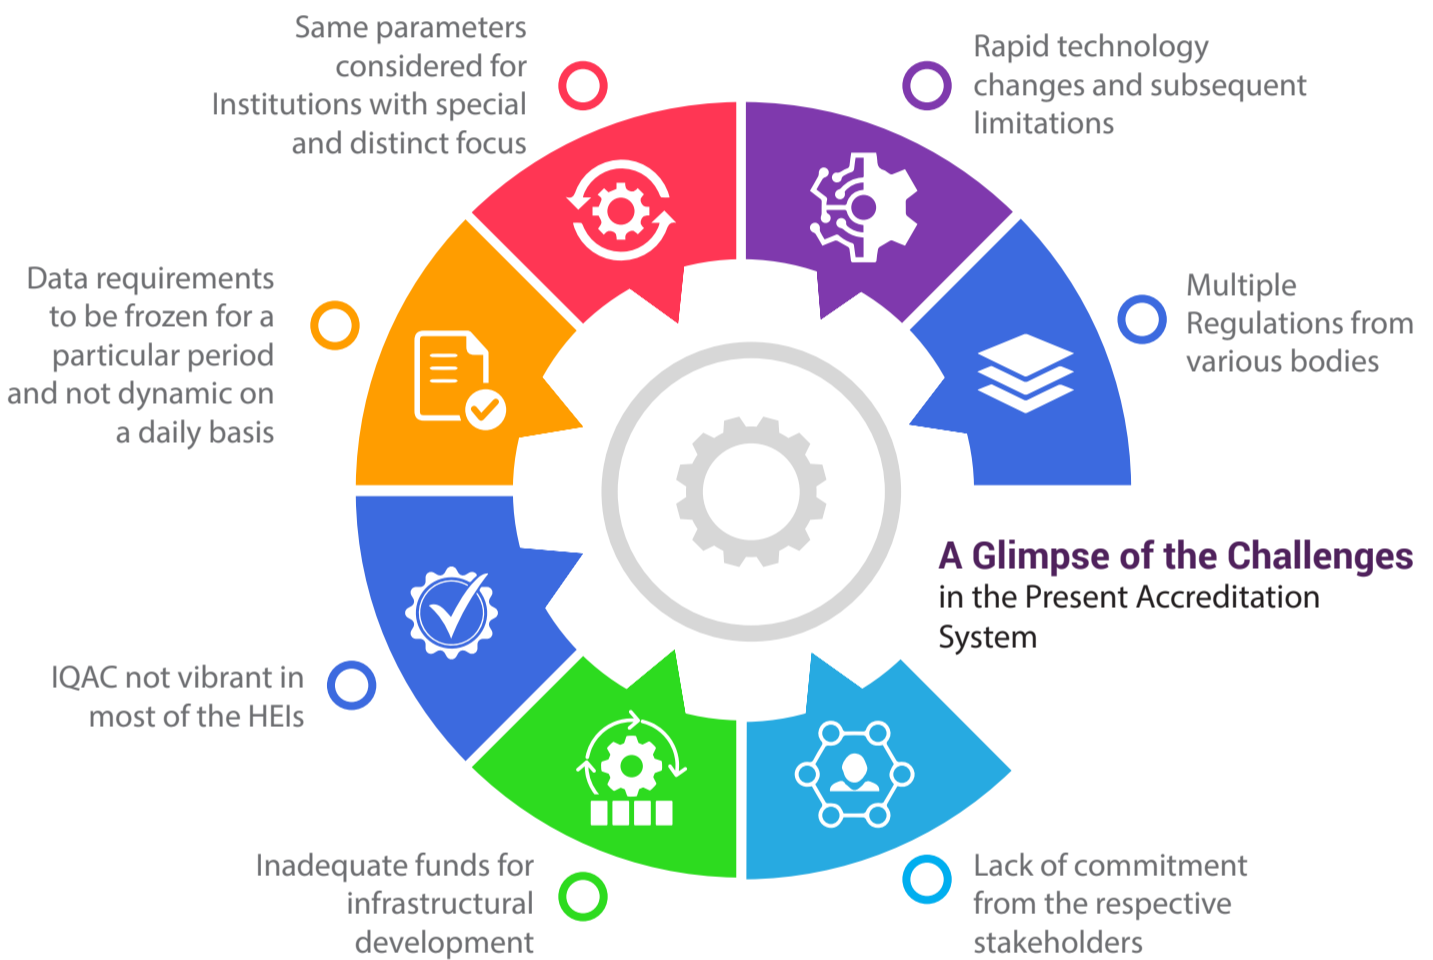 Same parameters
considered for
Institutions with special
and distinct focus
Rapid technology
changes and subsequent
limitations
Data requirements
to be frozen for a
particular period
and not dynamic on
a daily basis
Multiple
Regulations from
various bodies
A Glimpse of the Challenges
in the Present Accreditation
System
IQAC not vibrant in
most of the HEIs
Inadequate funds for
infrastructural
development
Lack of commitment
from the respective
stakeholders